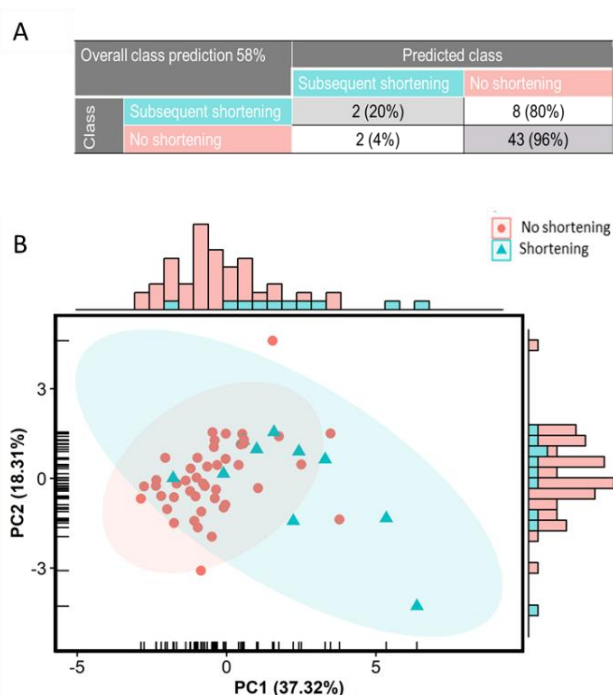 A
Overall class prediction 58%
Predicted class
Subsequent shortening
No shortening
Class
Subsequent shortening
2 (20%)
8 (80%)
No shortening
2 (4%)
43 (96%)
B
No shortening
Shortening
PC2 (18.31%)
3
0
-3
-5
0
5
PC1 (37.32%)